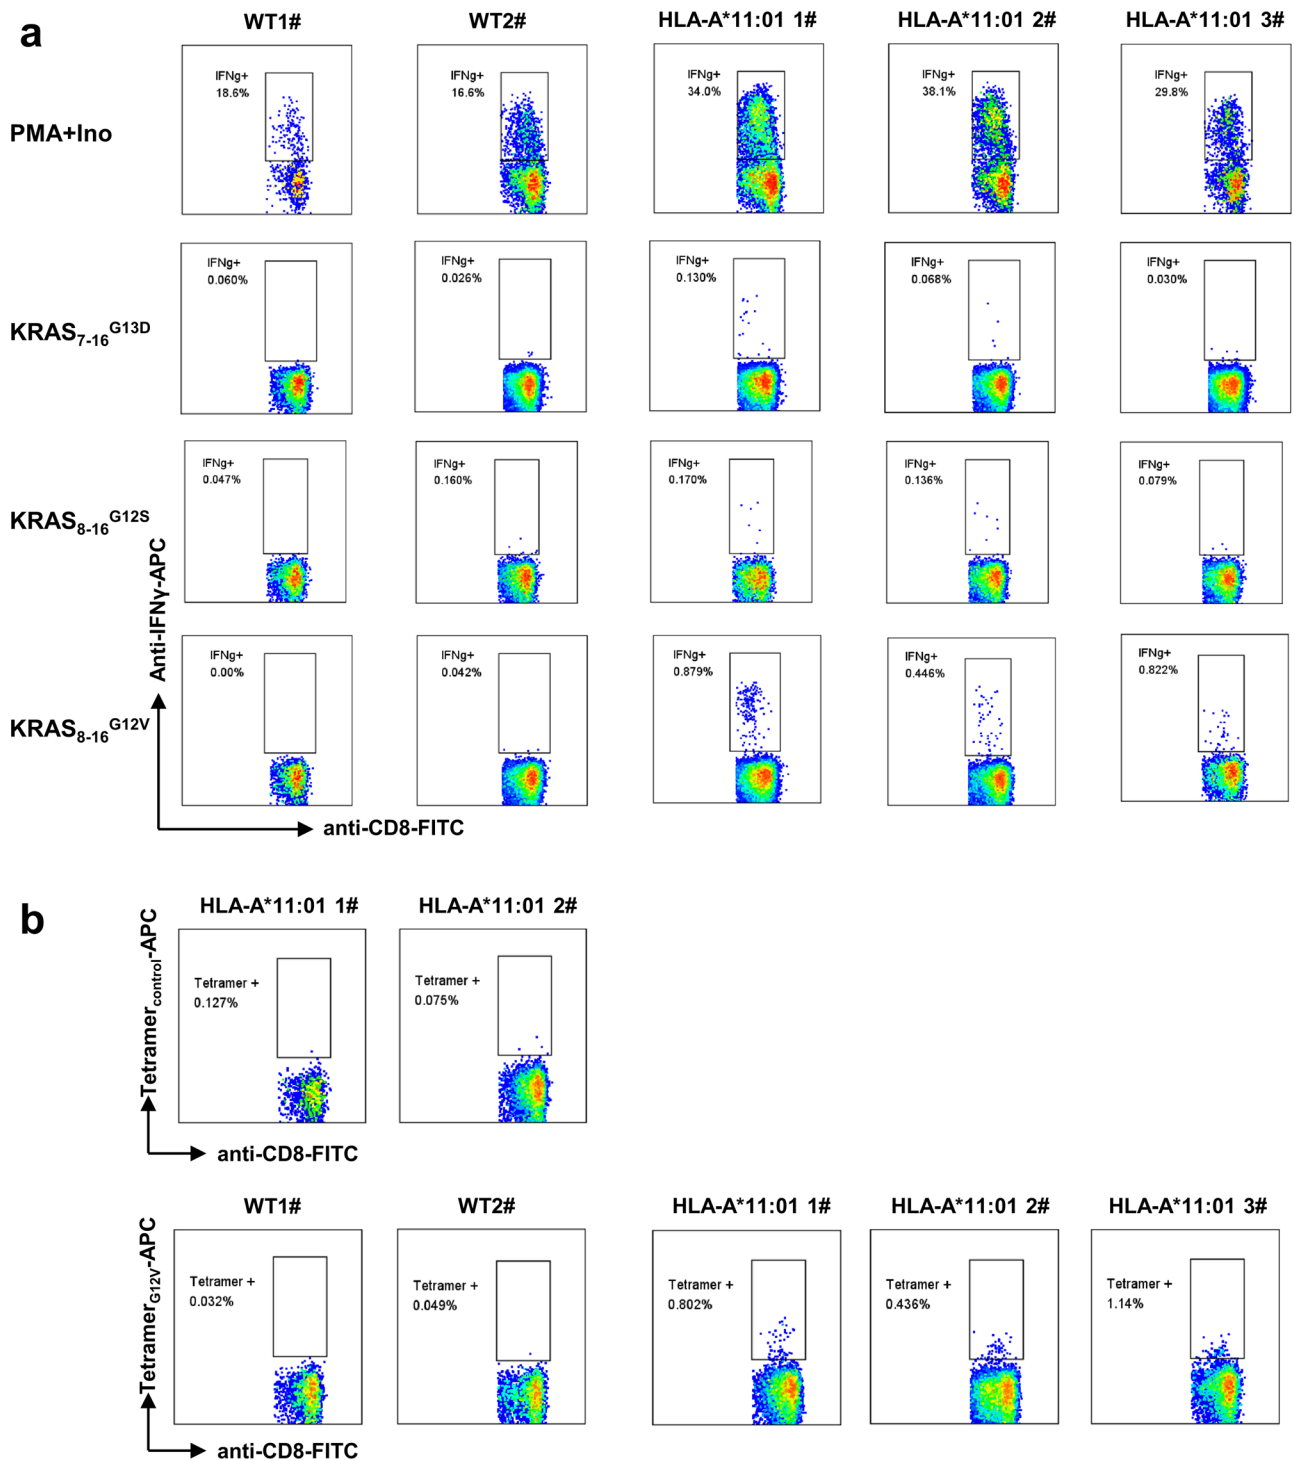 a
WT1# WT2# HLA-A*11:01 1# HLA-A*11:01 2# HLA-A*11:01 3#
PMA+Ino
IFNg+ IFNg+ IFNg+ IFNg+ IFNg+
18.6% 16.6% 34.0% 38.1% 29.8%
KRAS7-16G13D
IFNg+ IFNg+ IFNg+ IFNg+ IFNg+
0.060% 0.026% 0.130% 0.068% 0.030%
KRAS8-16G12S
IFNg+ IFNg+ IFNg+ IFNg+ IFNg+
0.047% 0.160% 0.170% 0.136% 0.079%
KRAS8-16G12V
IFNg+ IFNg+ IFNg+ IFNg+ IFNg+
0.00% 0.042% 0.879% 0.446% 0.822%
Anti-IFNγ-APC
anti-CD8-FITC
b
HLA-A*11:01 1# HLA-A*11:01 2#
Tetramercontrol-APC
Tetramer + Tetramer +
0.127% 0.075%
anti-CD8-FITC
WT1# WT2# HLA-A*11:01 1# HLA-A*11:01 2# HLA-A*11:01 3#
TetramerG12V-APC
Tetramer + Tetramer + Tetramer + Tetramer + Tetramer +
0.032% 0.049% 0.802% 0.436% 1.14%
anti-CD8-FITC